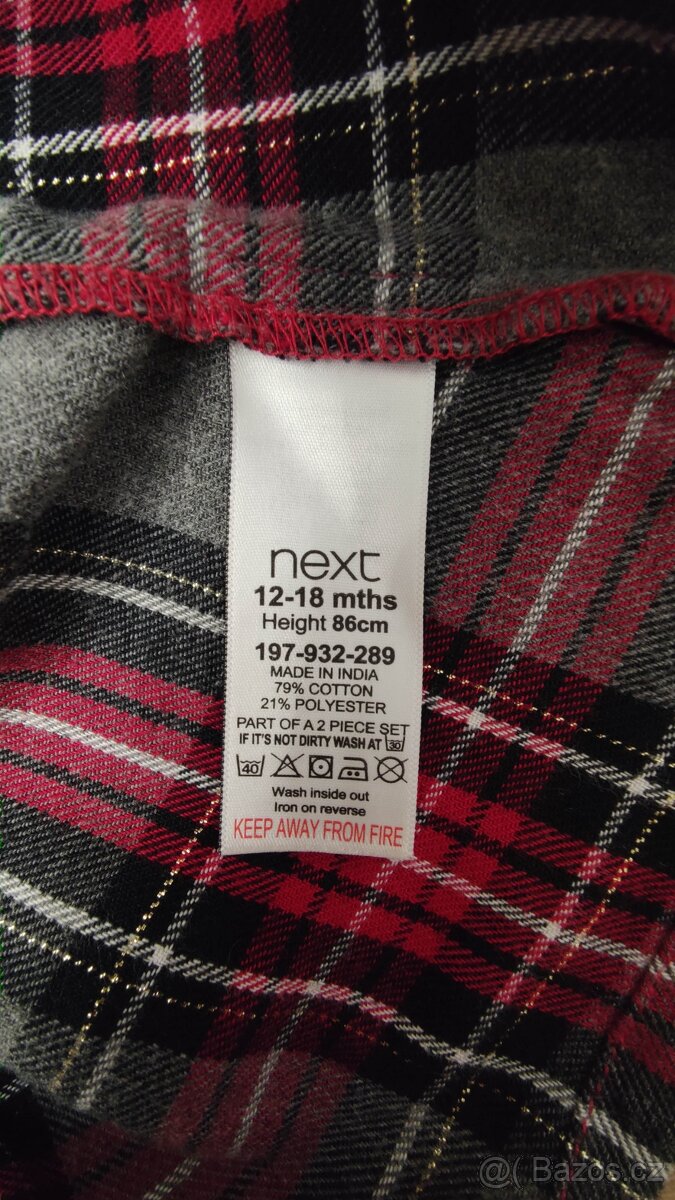 next
12-18 mths
Height 86cm
197-932-289
MADE IN INDIA
79% COTTON
21% POLYESTER
PART OF A 2 PIECE SET
IF IT'S NOT DIRTY WASH AT 30
40
Wash inside out
Iron on reverse
KEEP AWAY FROM FIRE
@( Bazos.cz